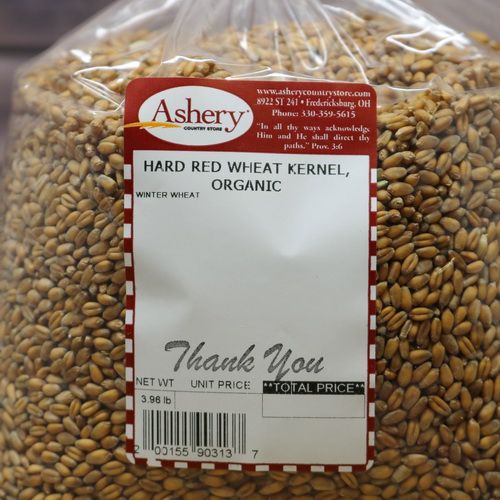 Ashery
COUNTRY STORE
www.asherycountrystore.com
8922 ST 241 • Fredericksburg, OH
Phone: 330-359-5615
"In all thy ways acknowledge
Him and He shall direct thy
paths." Prov. 3:6
HARD RED WHEAT KERNEL,
ORGANIC
WINTER WHEAT
Thank You
NET WT UNIT PRICE **TOTAL PRICE**
3.96 lb
2 00155 90313 7